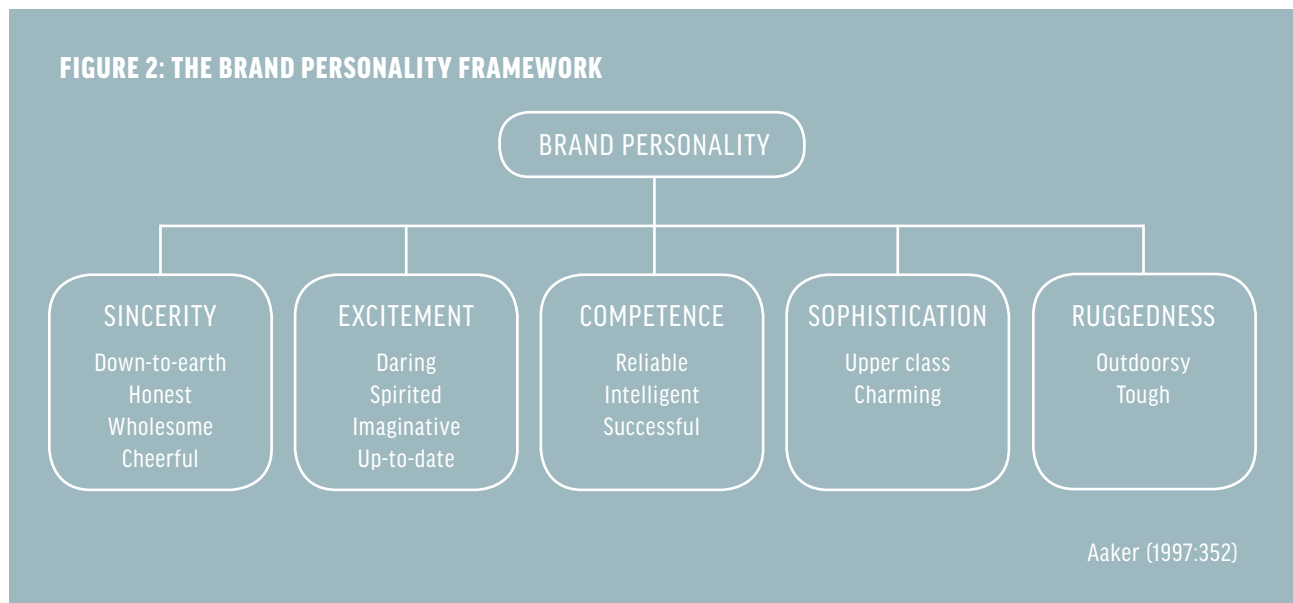 FIGURE 2: THE BRAND PERSONALITY FRAMEWORK
BRAND PERSONALITY
SINCERITY
Down-to-earth
Honest
Wholesome
Cheerful
EXCITEMENT
Daring
Spirited
Imaginative
Up-to-date
COMPETENCE
Reliable
Intelligent
Successful
SOPHISTICATION
Upper class
Charming
RUGGEDNESS
Outdoorsy
Tough
Aaker (1997:352)